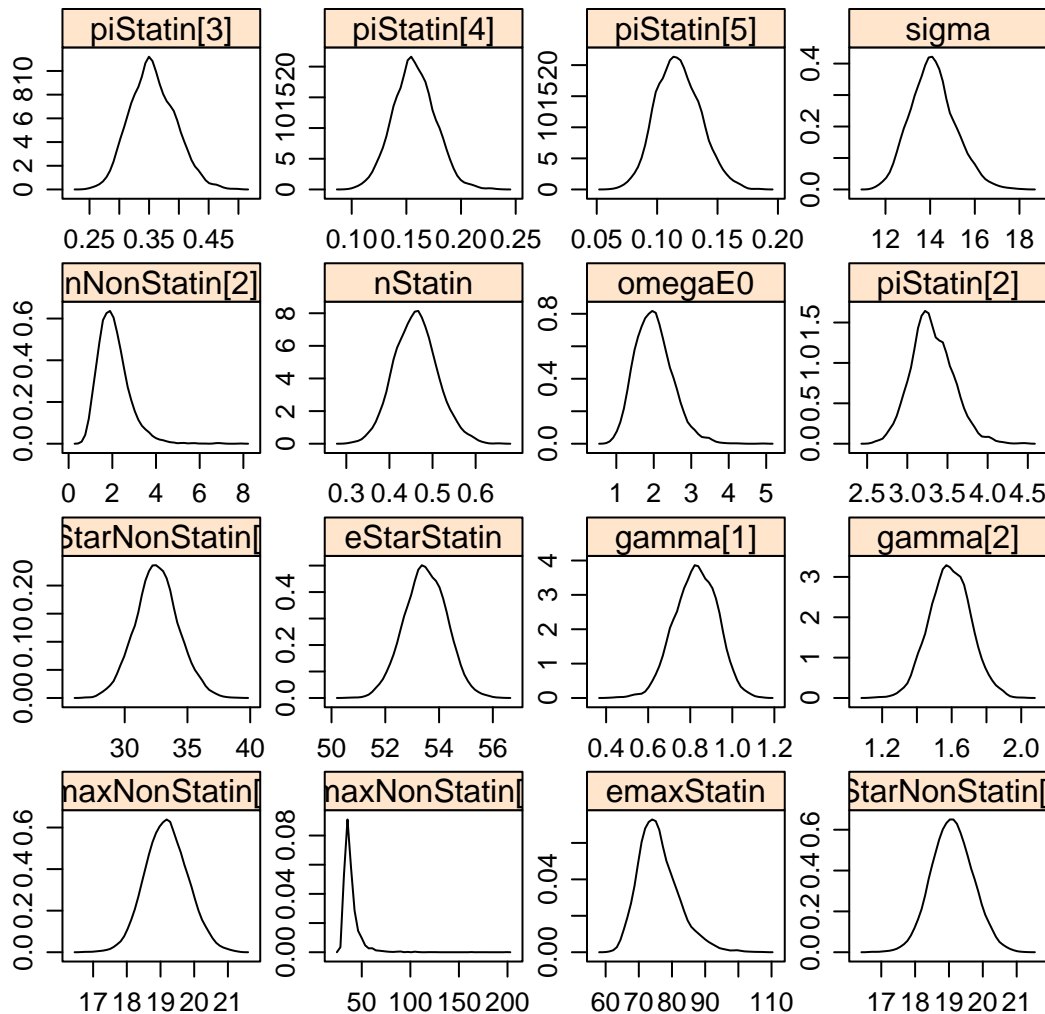 piStatin[3] piStatin[4] piStatin[5] sigma
0 2 4 6 8 10
0 5 10 15 20
0 5 10 15 20
0.0 0.2 0.4
0.25 0.35 0.45
0.10 0.15 0.20 0.25
0.05 0.10 0.15 0.20
12 14 16 18
nNonStatin[2] nStatin omegaE0 piStatin[2]
0.0 0.2 0.4 0.6
0 2 4 6 8
0.0 0.4 0.8
0.0 0.5 1.0 1.5
0 2 4 6 8
0.3 0.4 0.5 0.6
1 2 3 4 5
2.5 3.0 3.5 4.0 4.5
StarNonStatin[ eStarStatin gamma[1] gamma[2]
0.00 0.10 0.20
0.0 0.2 0.4
0 1 2 3 4
0 1 2 3
30 35 40
50 52 54 56
0.4 0.6 0.8 1.0 1.2
1.2 1.6 2.0
maxNonStatin[ maxNonStatin[ emaxStatin StarNonStatin[
0.0 0.2 0.4 0.6
0.00 0.04 0.08
0.00 0.04
0.0 0.2 0.4 0.6
17 18 19 20 21
50 100 150 200
60 70 80 90 110
17 18 19 20 21